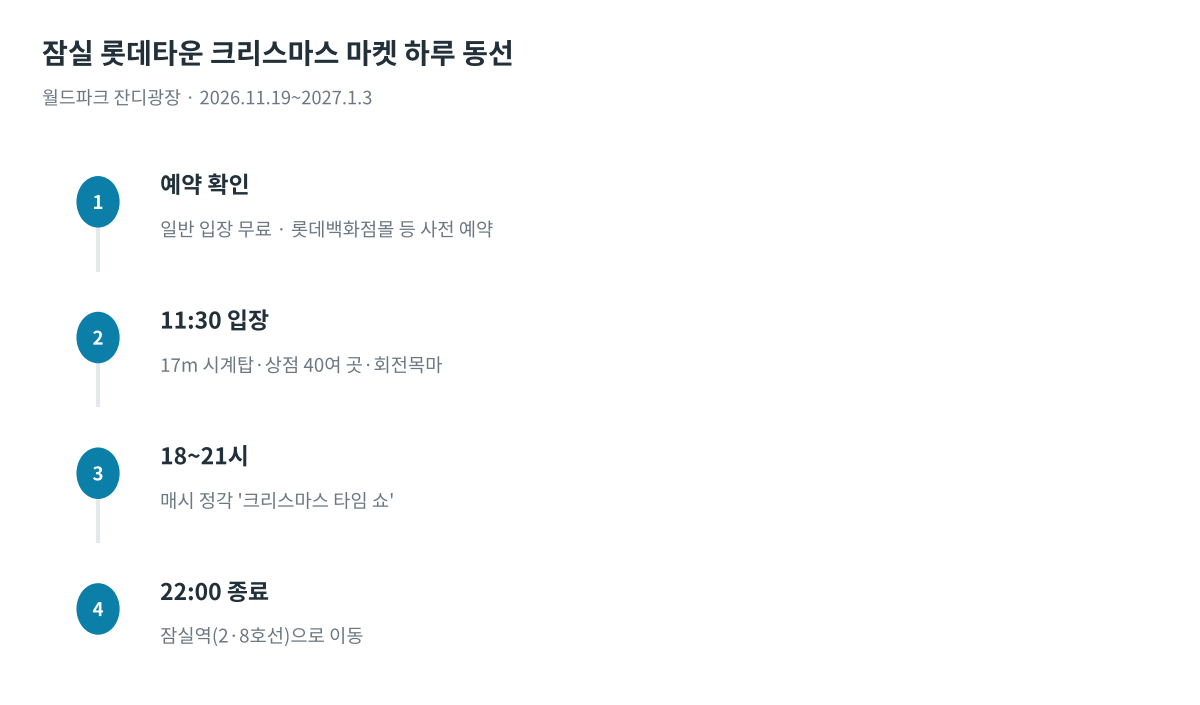 잠실 롯데타운 크리스마스 마켓 하루 동선
월드파크 잔디광장 · 2026.11.19~2027.1.3
1
예약 확인
일반 입장 무료 · 롯데백화점몰 등 사전 예약
2
11:30 입장
17m 시계탑·상점 40여 곳·회전목마
3
18~21시
매시 정각 '크리스마스 타임 쇼'
4
22:00 종료
잠실역(2·8호선)으로 이동